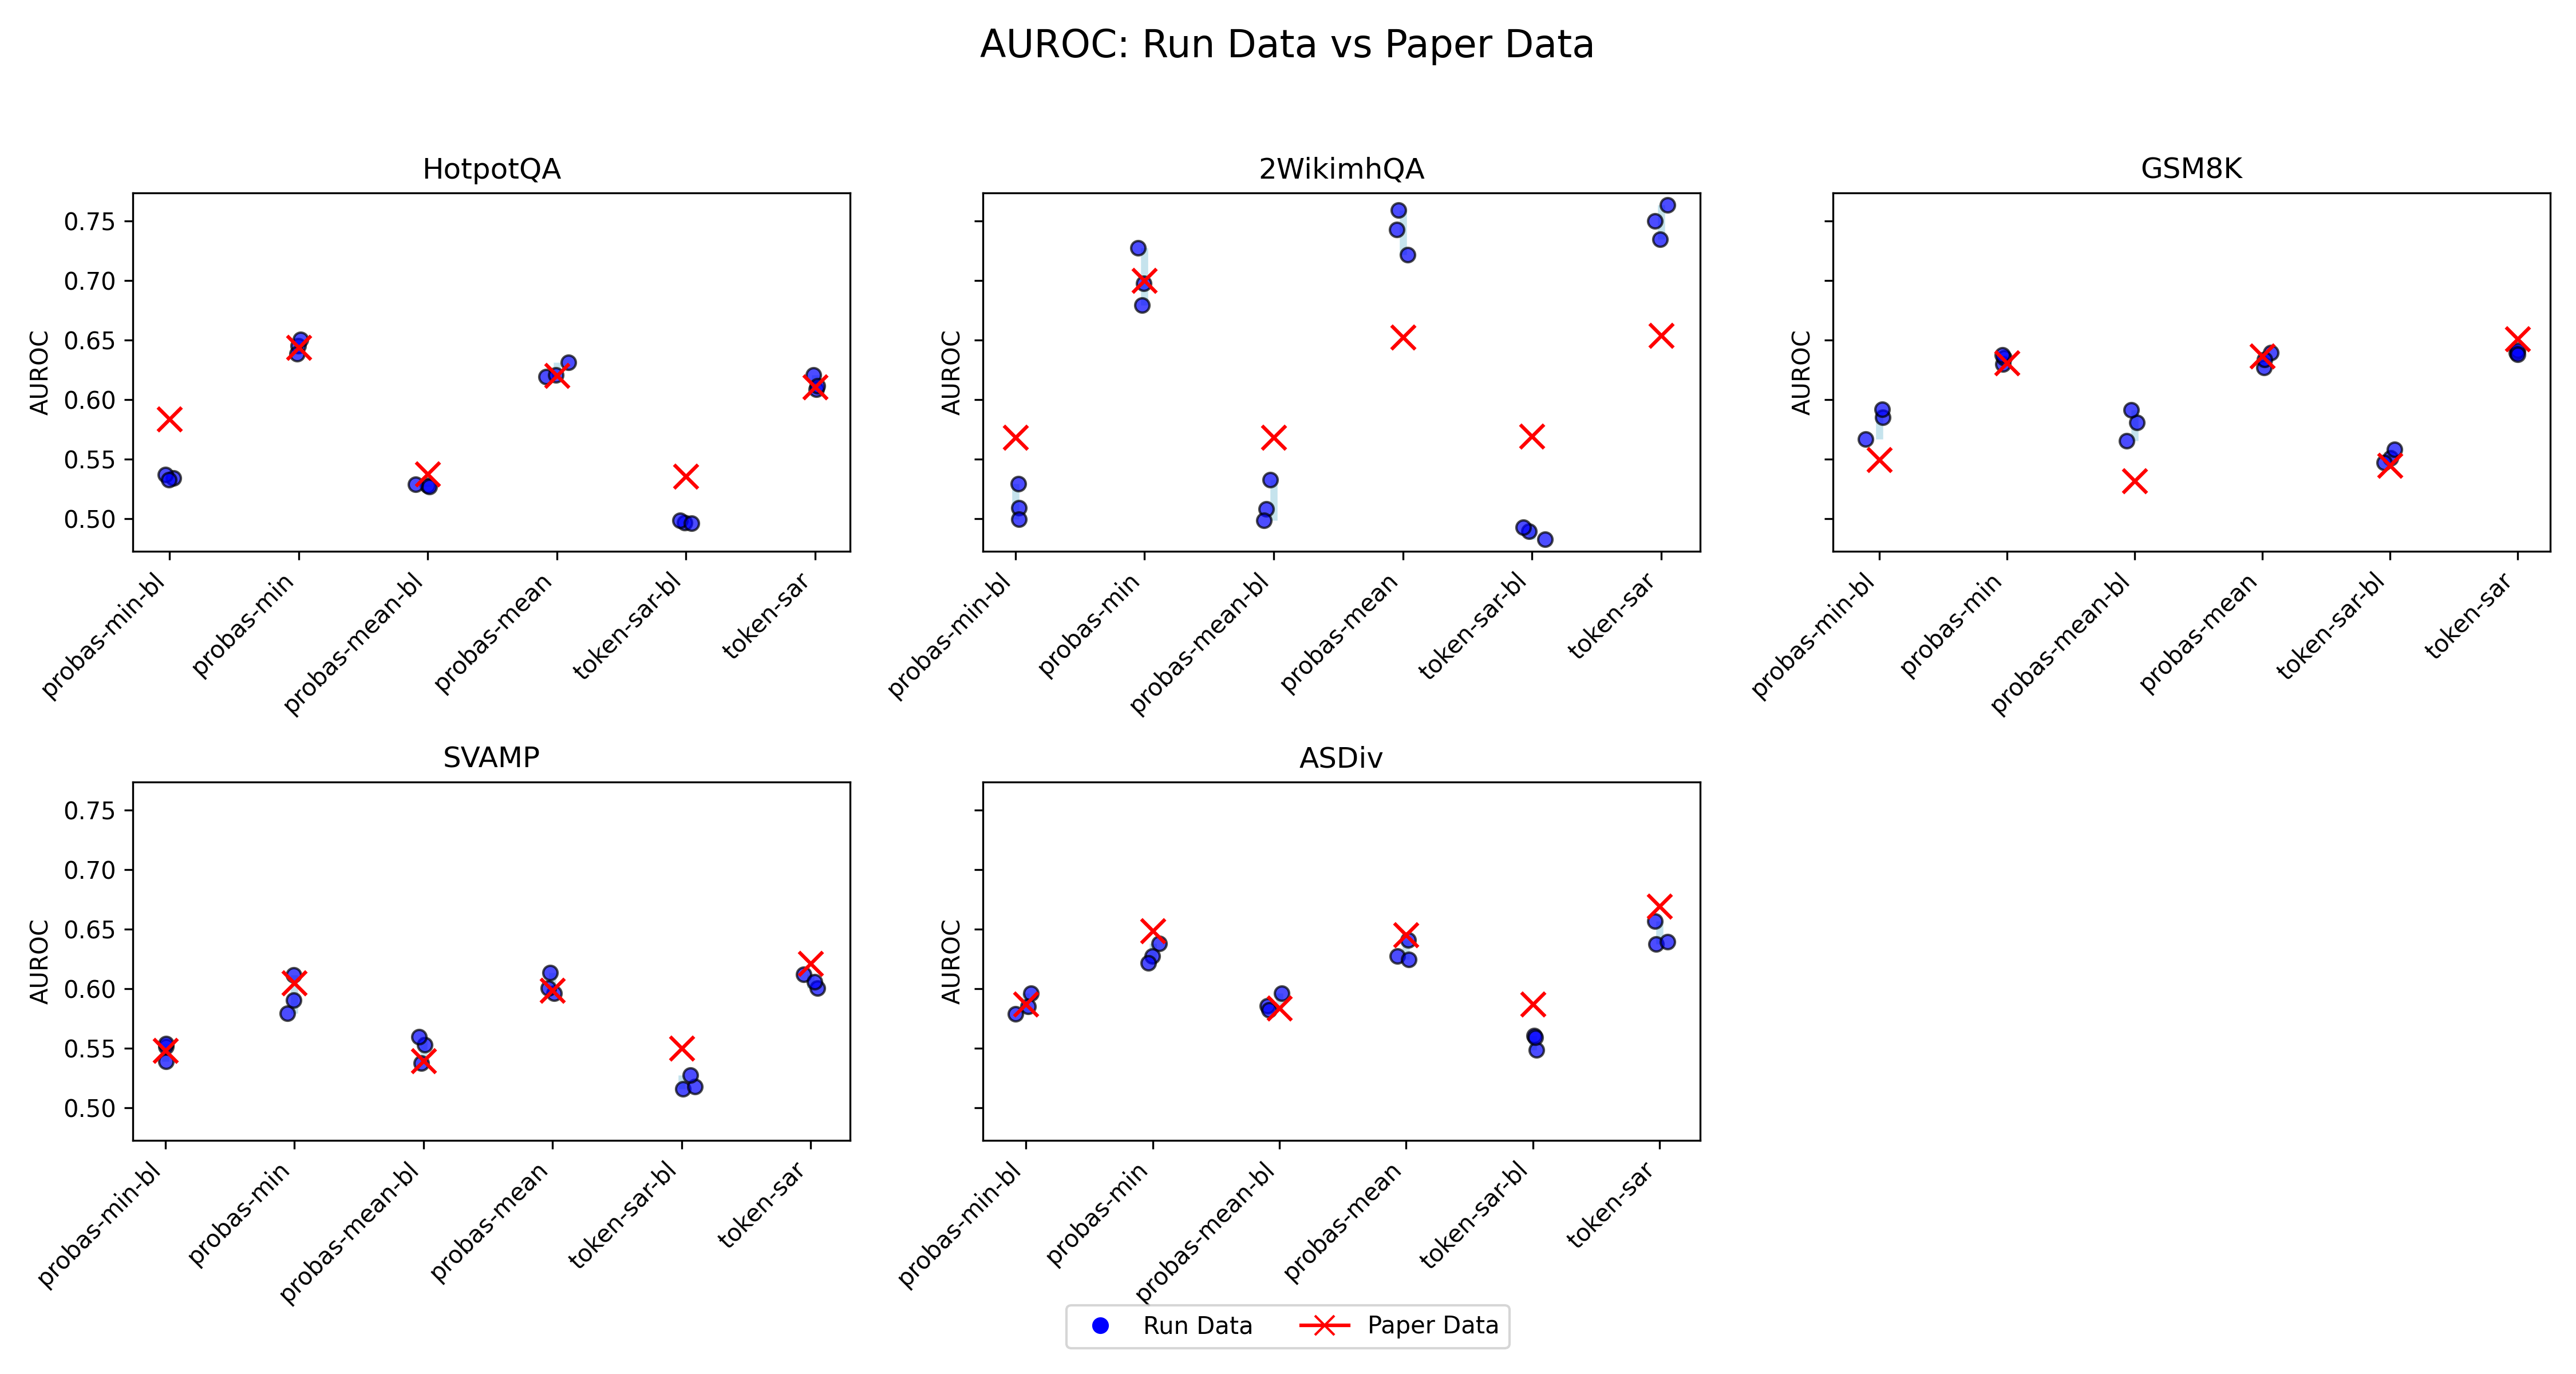 AUROC: Run Data vs Paper Data
HotpotQA
AUROC
0.75
0.70
0.65
0.60
0.55
0.50
probas-min-bl
probas-min
probas-mean-bl
probas-mean
token-sar-bl
token-sar
2WikimhQA
AUROC
probas-min-bl
probas-min
probas-mean-bl
probas-mean
token-sar-bl
token-sar
GSM8K
AUROC
probas-min-bl
probas-min
probas-mean-bl
probas-mean
token-sar-bl
token-sar
SVAMP
AUROC
0.75
0.70
0.65
0.60
0.55
0.50
probas-min-bl
probas-min
probas-mean-bl
probas-mean
token-sar-bl
token-sar
ASDiv
AUROC
probas-min-bl
probas-min
probas-mean-bl
probas-mean
token-sar-bl
token-sar
Run Data
Paper Data